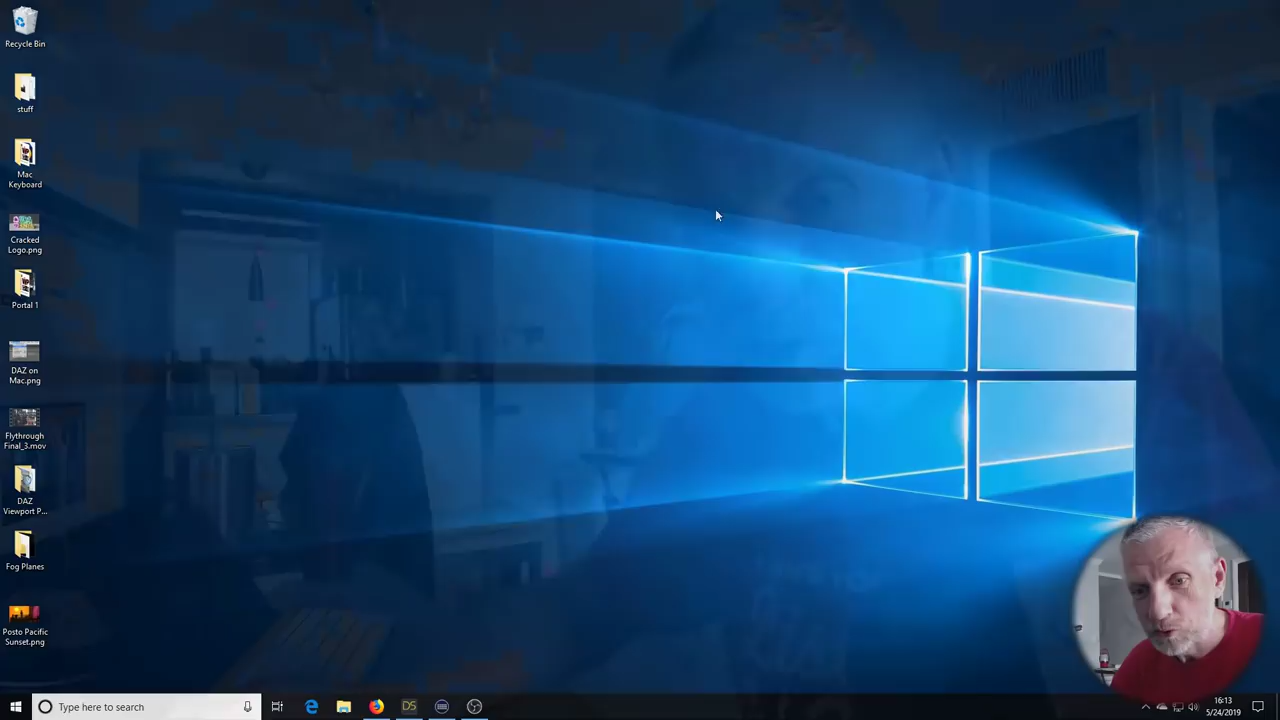 Recycle Bin
stuff
Mac
Keyboard
Cracked
Logo.png
Portal 1
DAZ on
Mac.png
Flythrough
Final_3.mov
DAZ
Viewport P...
Fog Planes
Posto Pacific
Sunset.png
Type here to search
DS
16:13
5/24/2019